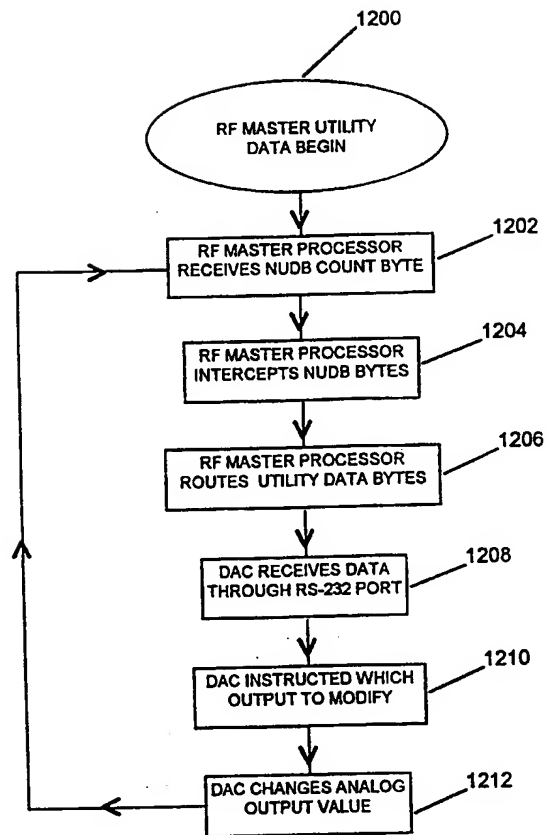 1200
RF MASTER UTILITY
DATA BEGIN
1202
RF MASTER PROCESSOR
RECEIVES NUDB COUNT BYTE
1204
RF MASTER PROCESSOR
INTERCEPTS NUDB BYTES
1206
RF MASTER PROCESSOR
ROUTES UTILITY DATA BYTES
1208
DAC RECEIVES DATA
THROUGH RS-232 PORT
1210
DAC INSTRUCTED WHICH
OUTPUT TO MODIFY
1212
DAC CHANGES ANALOG
OUTPUT VALUE